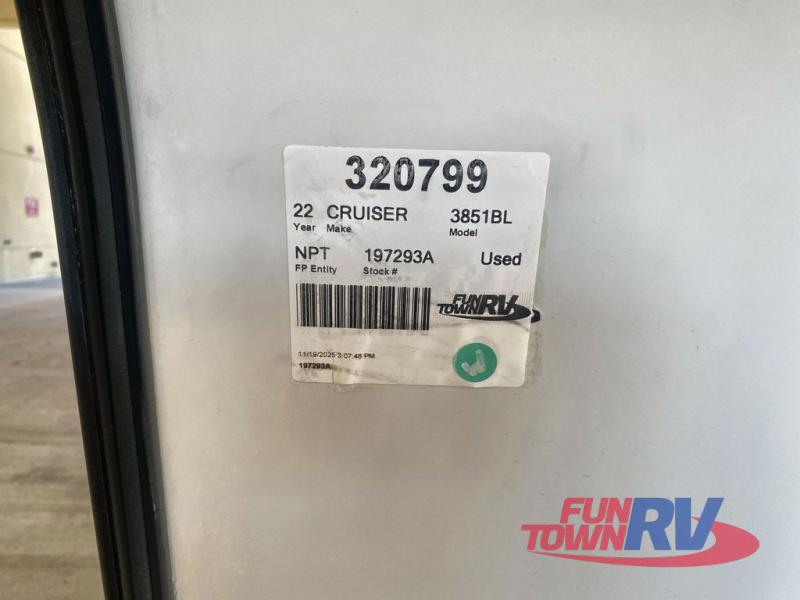 320799
22 CRUISER 3851BL
Year Make Model
NPT 197293A Used
FP Entity Stock #
FUN
TOWN RV
11/19/2025 3:07:48 PM
197293A
FUN
TOWN RV